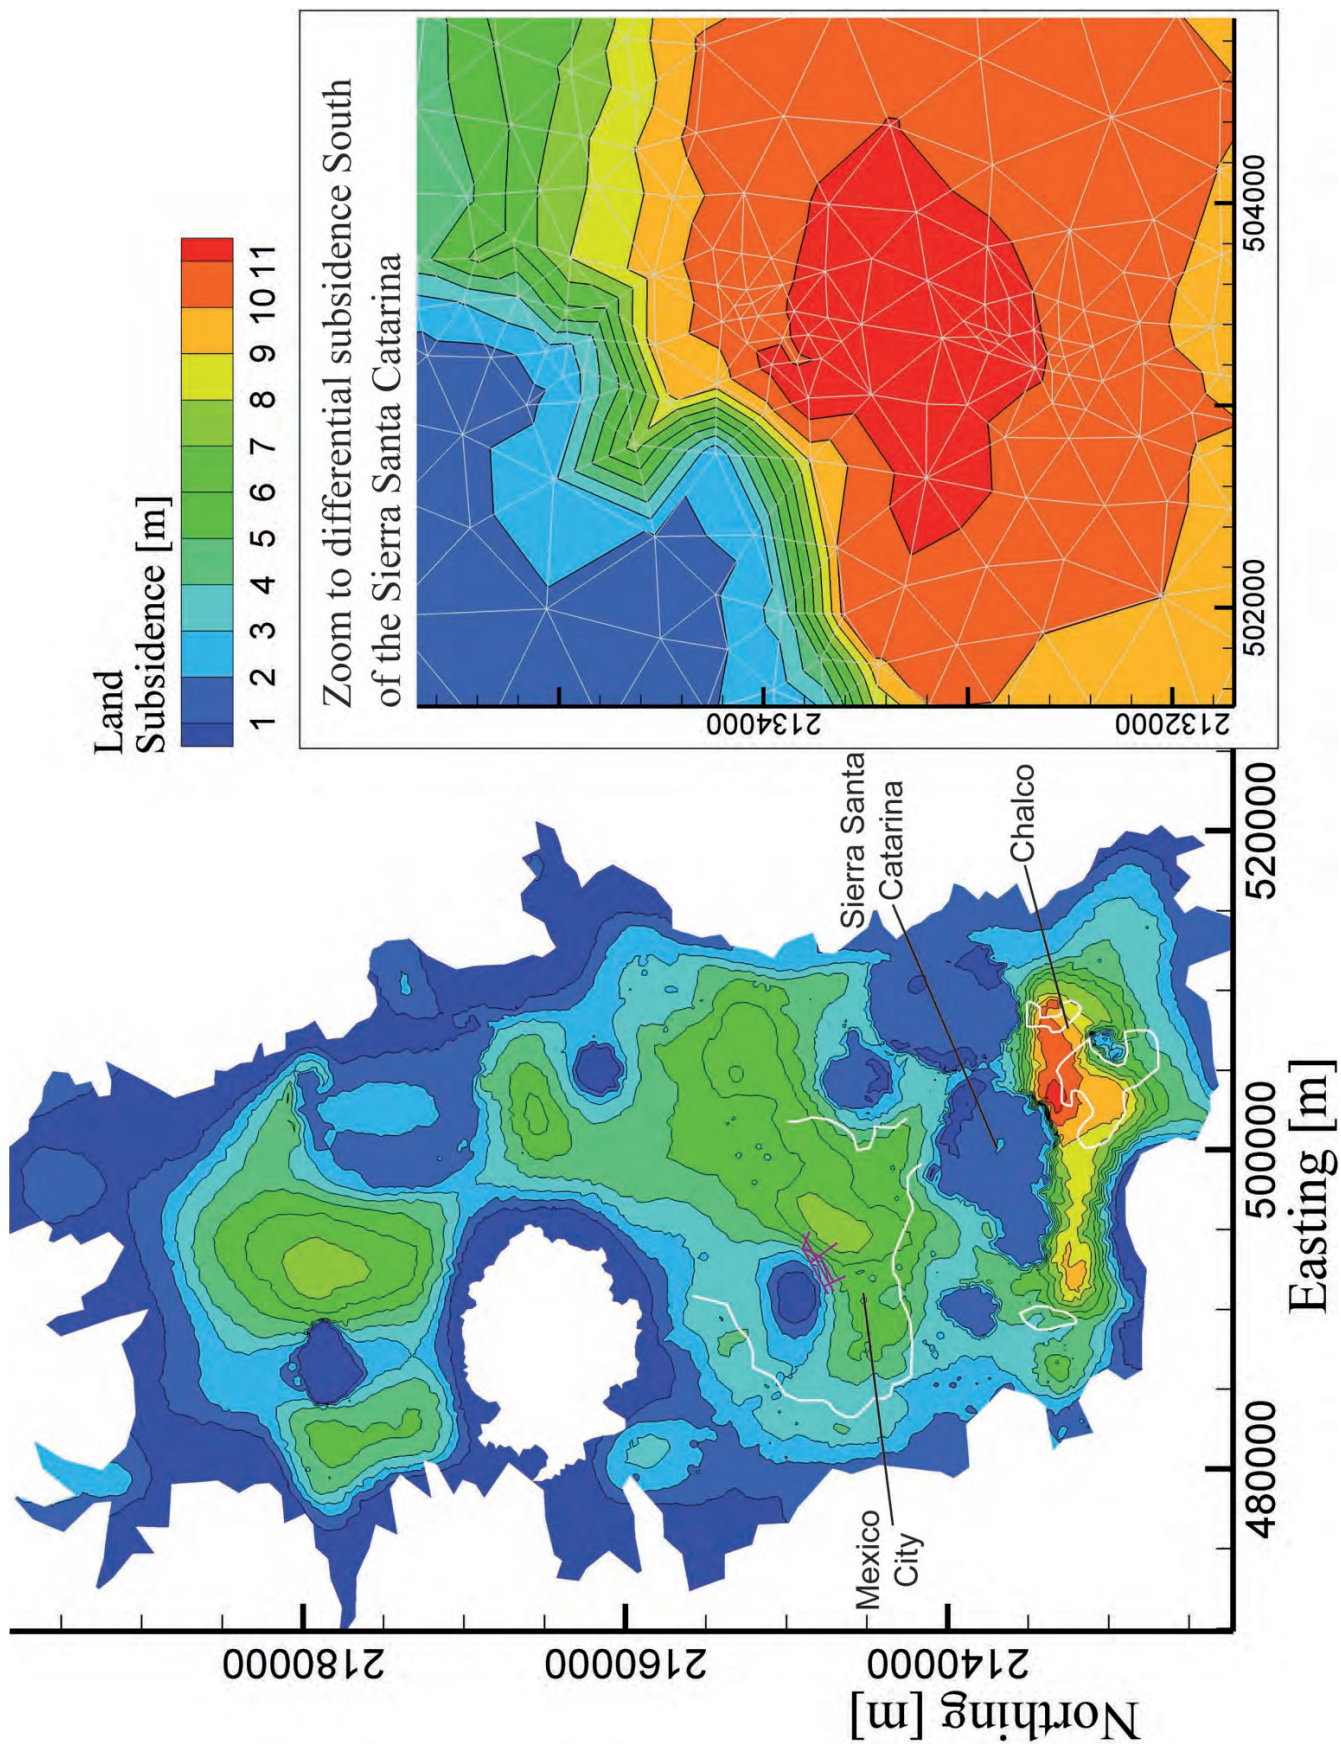 Land
Subsidence [m]
1 2 3 4 5 6 7 8 9 10 11
Zoom to differential subsidence South
of the Sierra Santa Catarina
2134000
2132000
502000
504000
Sierra Santa
Catarina
Chalco
Mexico
City
2180000
2160000
2140000
Northing [m]
480000
500000
520000
Easting [m]